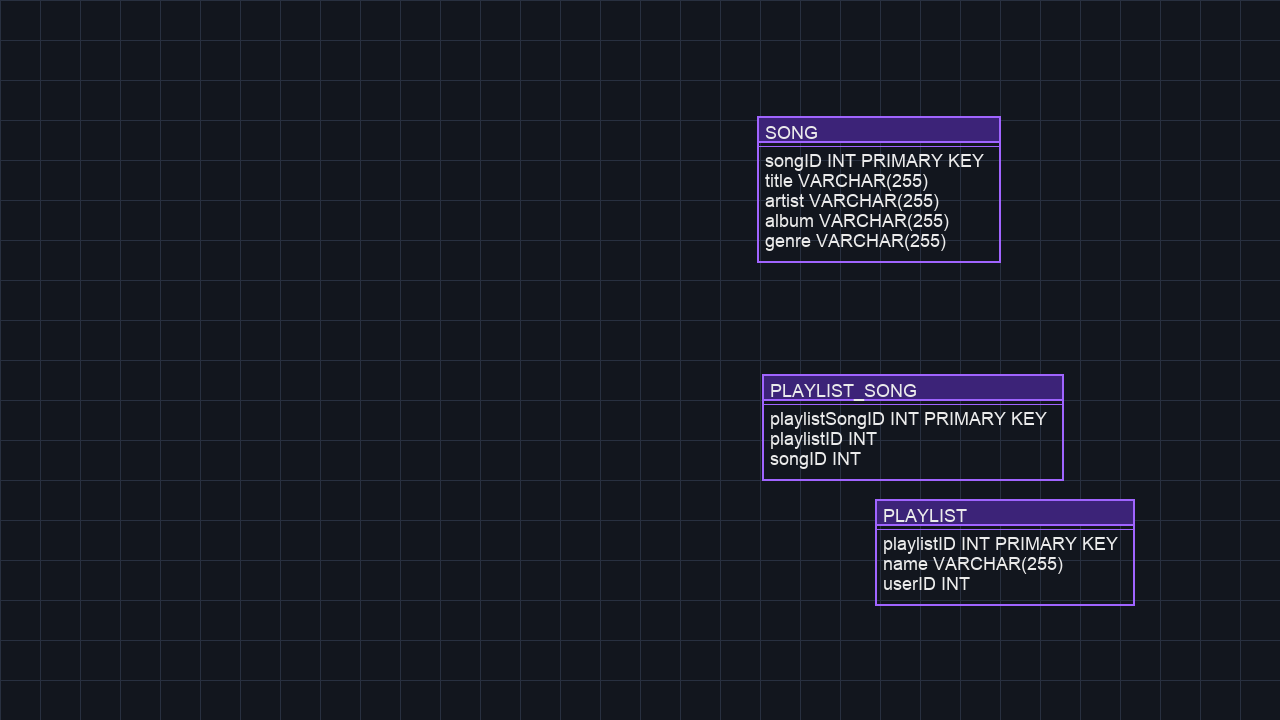 SONG
songID INT PRIMARY KEY
title VARCHAR(255)
artist VARCHAR(255)
album VARCHAR(255)
genre VARCHAR(255)
PLAYLIST_SONG
playlistSongID INT PRIMARY KEY
playlistID INT
songID INT
PLAYLIST
playlistID INT PRIMARY KEY
name VARCHAR(255)
userID INT